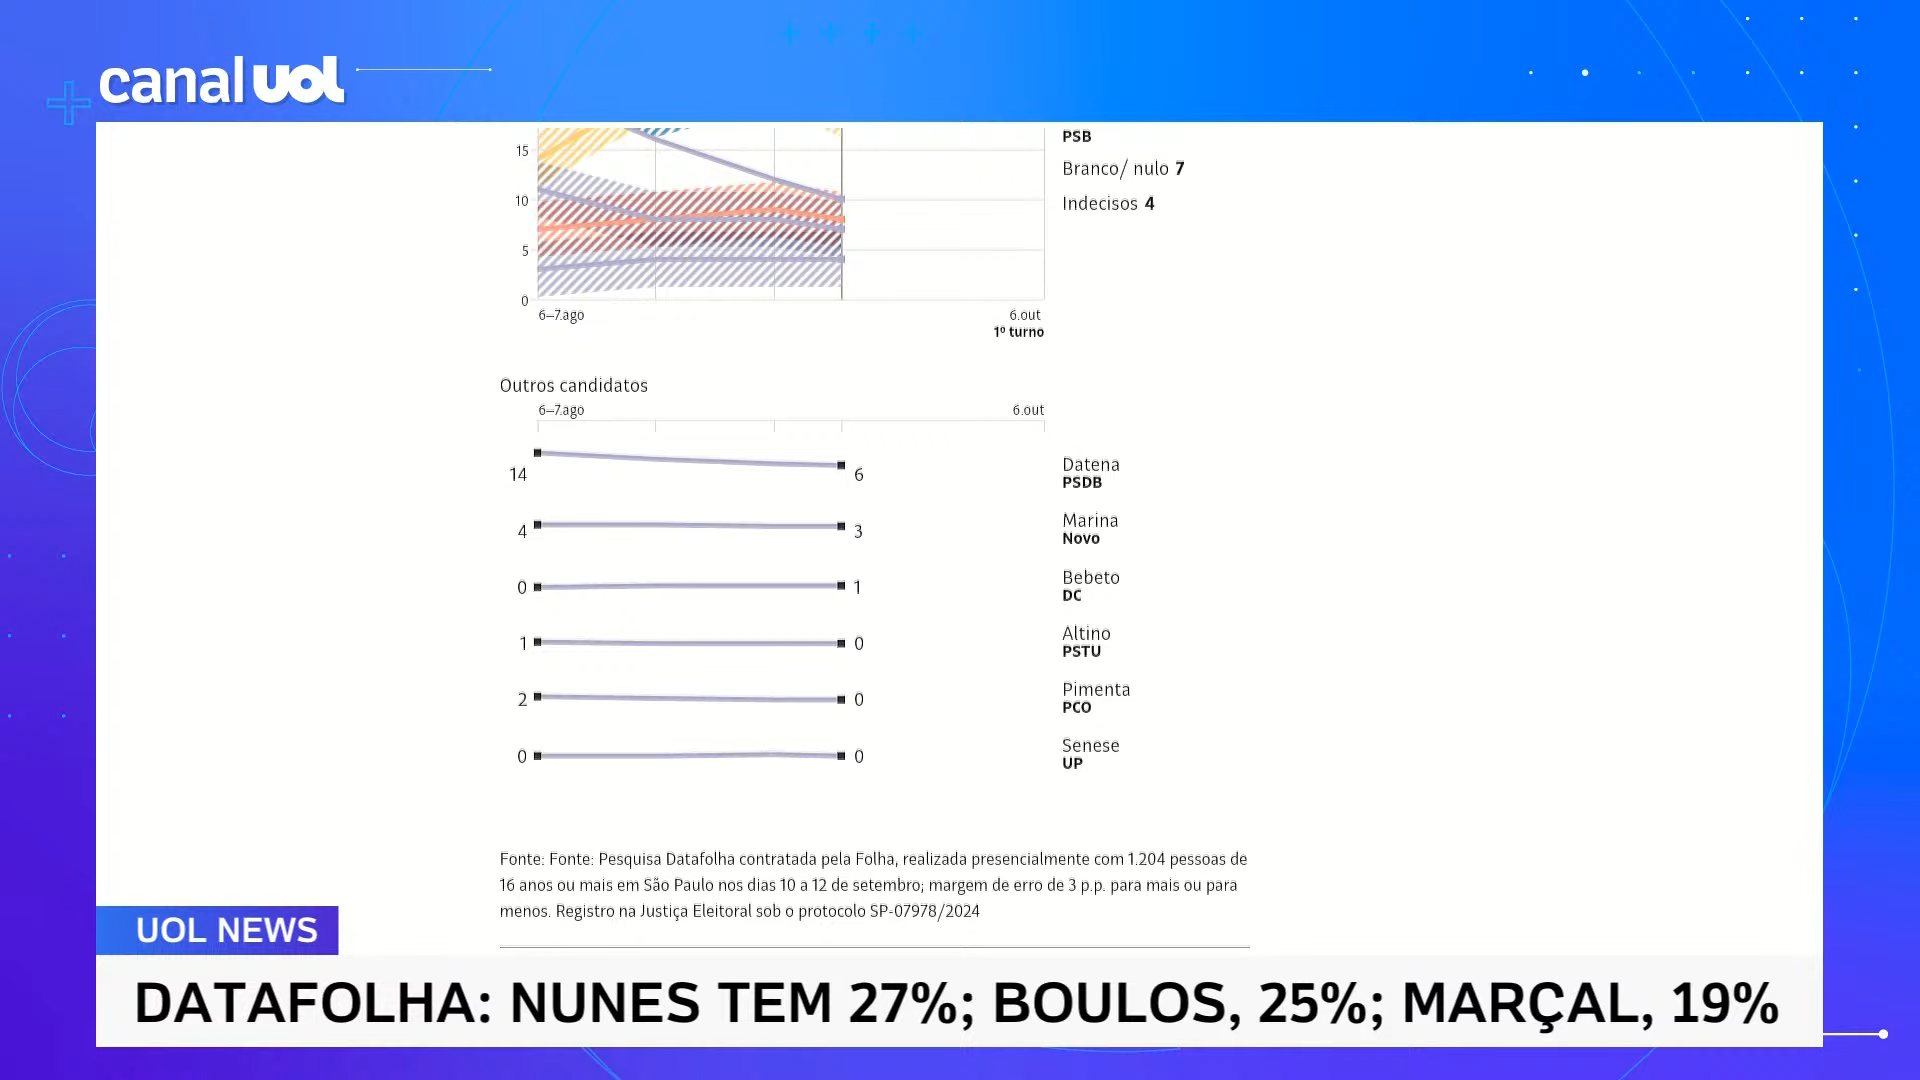 canal uol
PSB
15
Branco/ nulo 7
10
Indecisos 4
5
0
6–7.ago
6.out
1º turno
Outros candidatos
6–7.ago
6.out
14
6
Datena
PSDB
4
3
Marina
Novo
0
1
Bebeto
DC
1
0
Altino
PSTU
2
0
Pimenta
PCO
0
0
Senese
UP
Fonte: Fonte: Pesquisa Datafolha contratada pela Folha, realizada presencialmente com 1.204 pessoas de
16 anos ou mais em São Paulo nos dias 10 a 12 de setembro; margem de erro de 3 p.p. para mais ou para
menos. Registro na Justiça Eleitoral sob o protocolo SP-07978/2024
UOL NEWS
DATAFOLHA: NUNES TEM 27%; BOULOS, 25%; MARÇAL, 19%